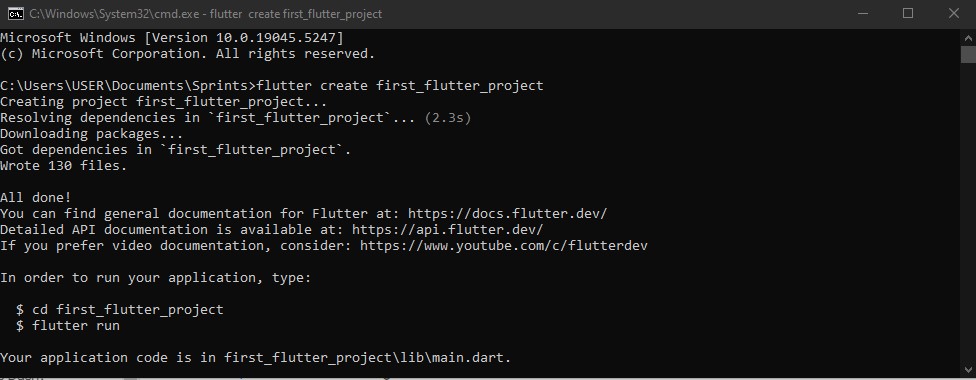 C:\Windows\System32\cmd.exe - flutter create first_flutter_project
Microsoft Windows [Version 10.0.19045.5247]
(c) Microsoft Corporation. All rights reserved.
C:\Users\USER\Documents\Sprints>flutter create first_flutter_project
Creating project first_flutter_project...
Resolving dependencies in `first_flutter_project`... (2.3s)
Downloading packages...
Got dependencies in `first_flutter_project`.
Wrote 130 files.
All done!
You can find general documentation for Flutter at: https://docs.flutter.dev/
Detailed API documentation is available at: https://api.flutter.dev/
If you prefer video documentation, consider: https://www.youtube.com/c/flutterdev
In order to run your application, type:
$ cd first_flutter_project
$ flutter run
Your application code is in first_flutter_project\lib\main.dart.